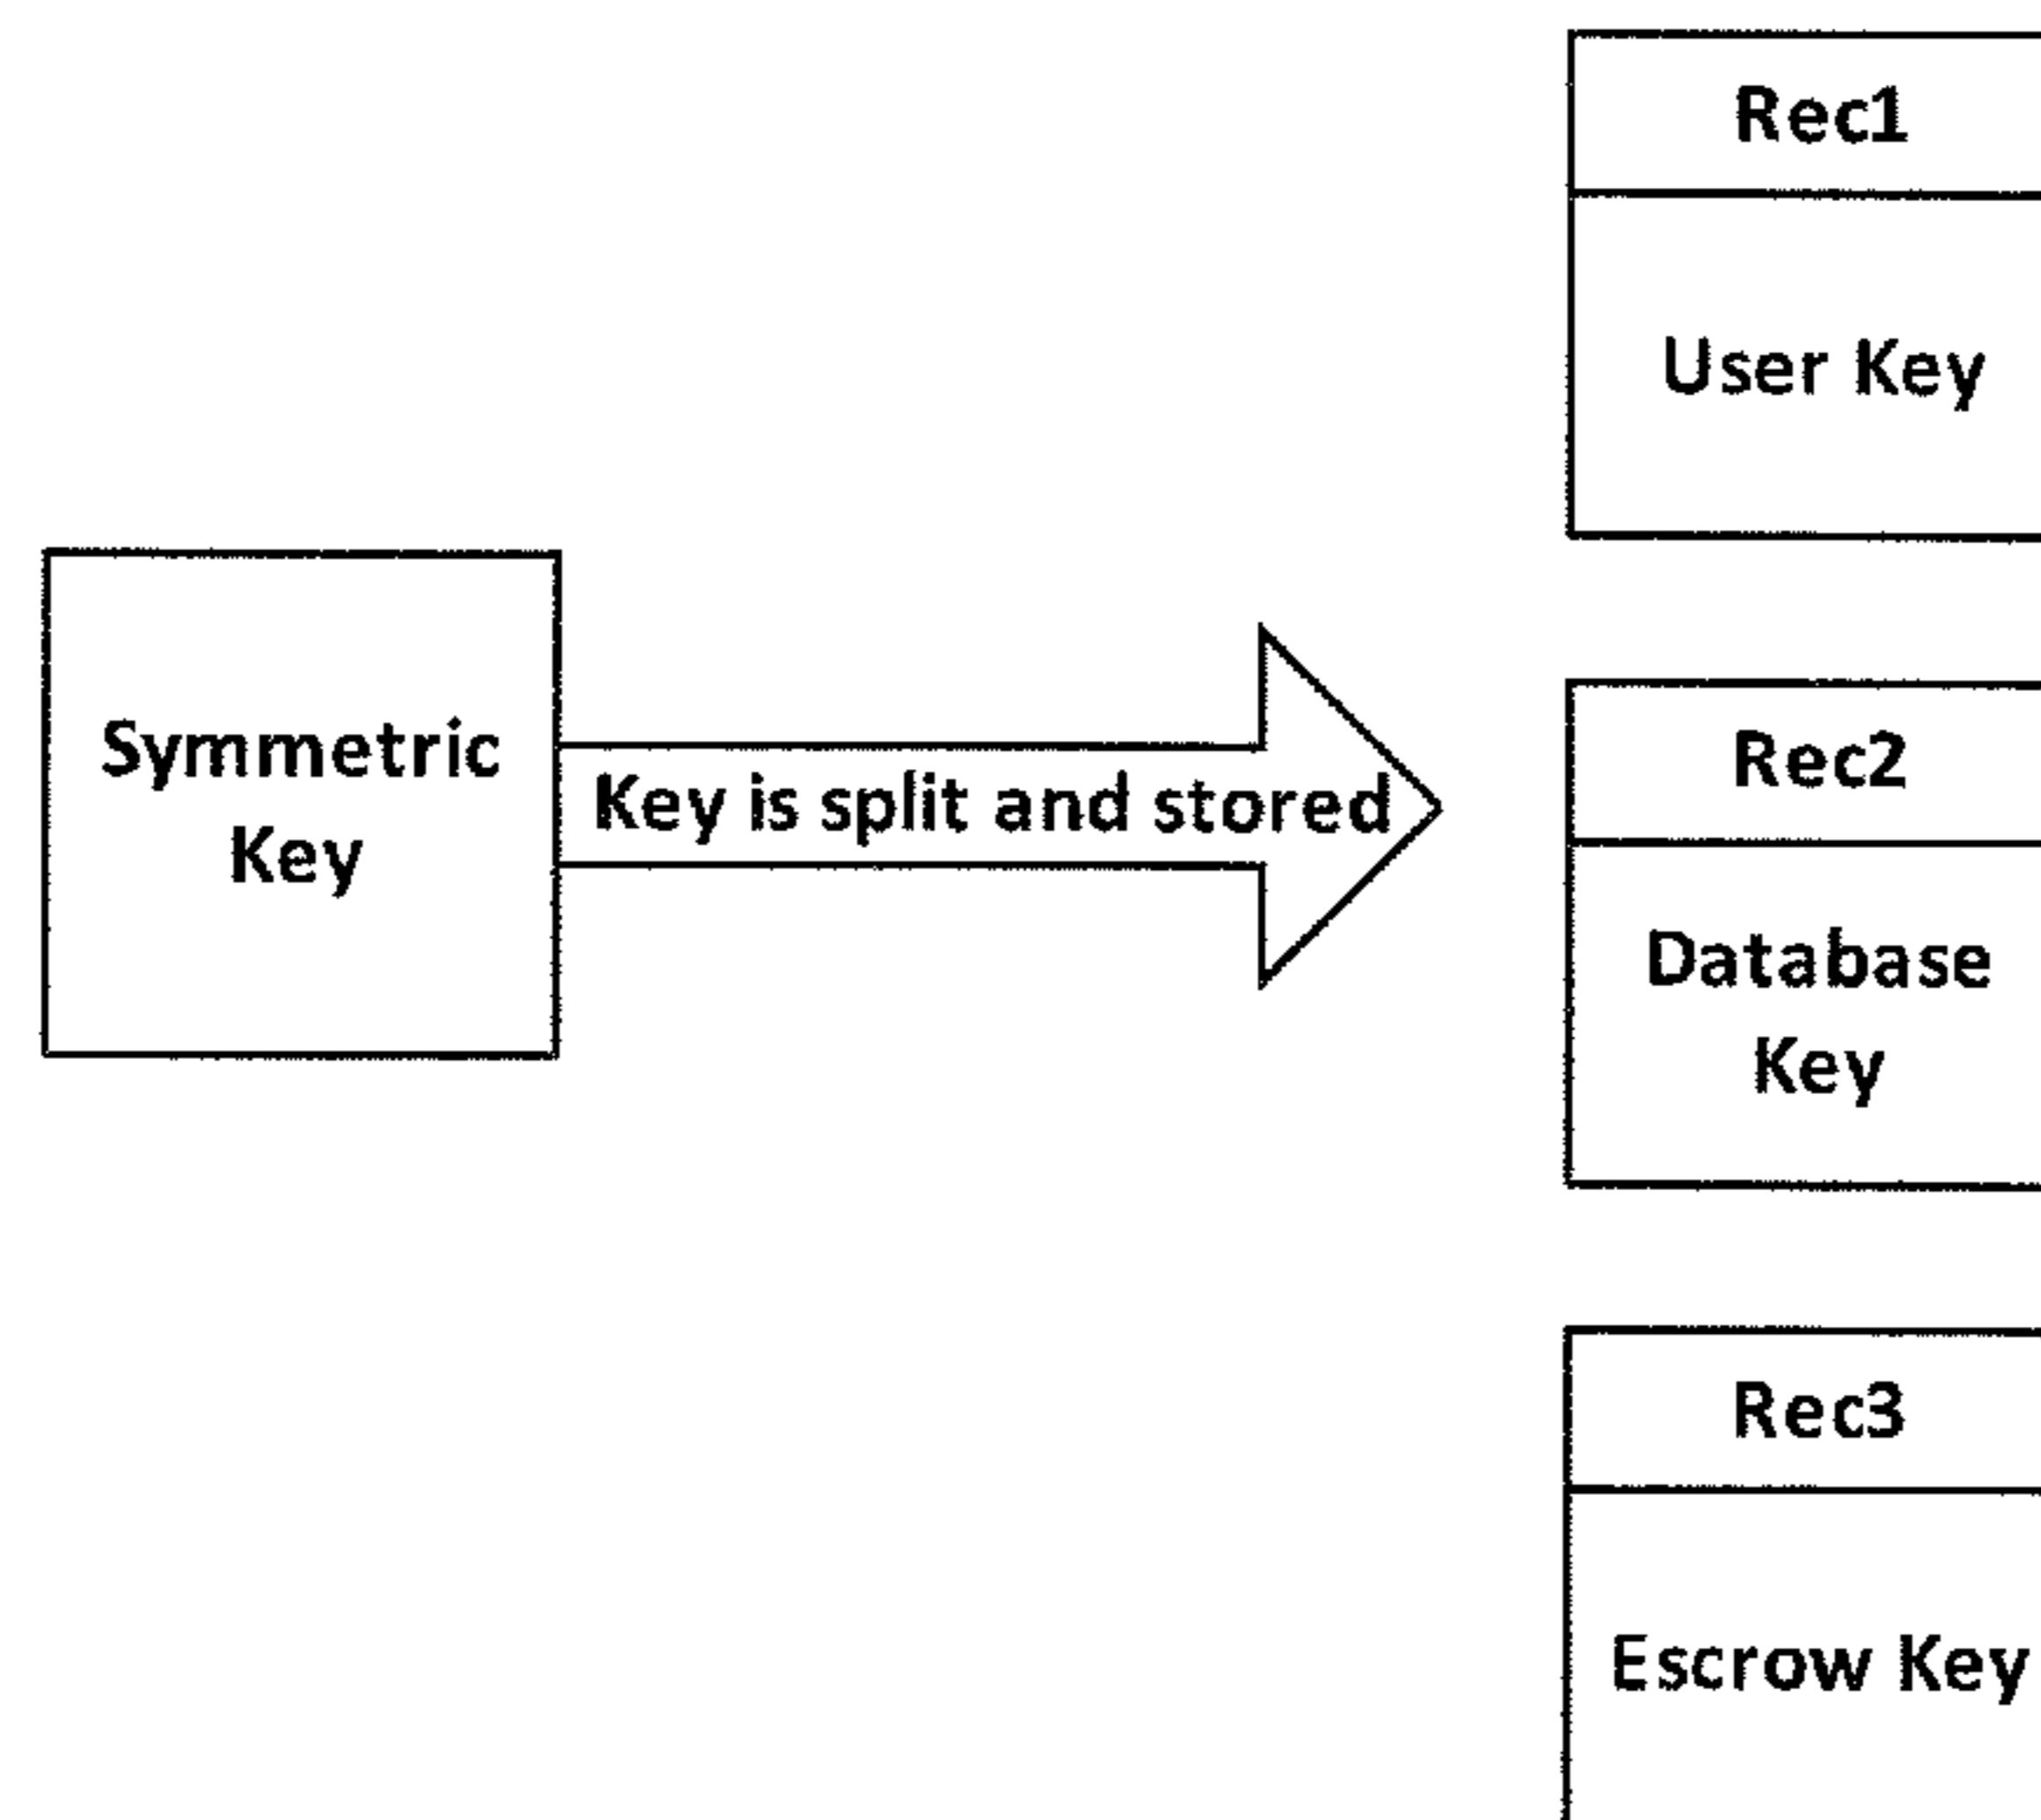 Rec1
User Key
Symmetric
Key
Key is split and stored
Rec2
Database
Key
Rec3
Escrow Key